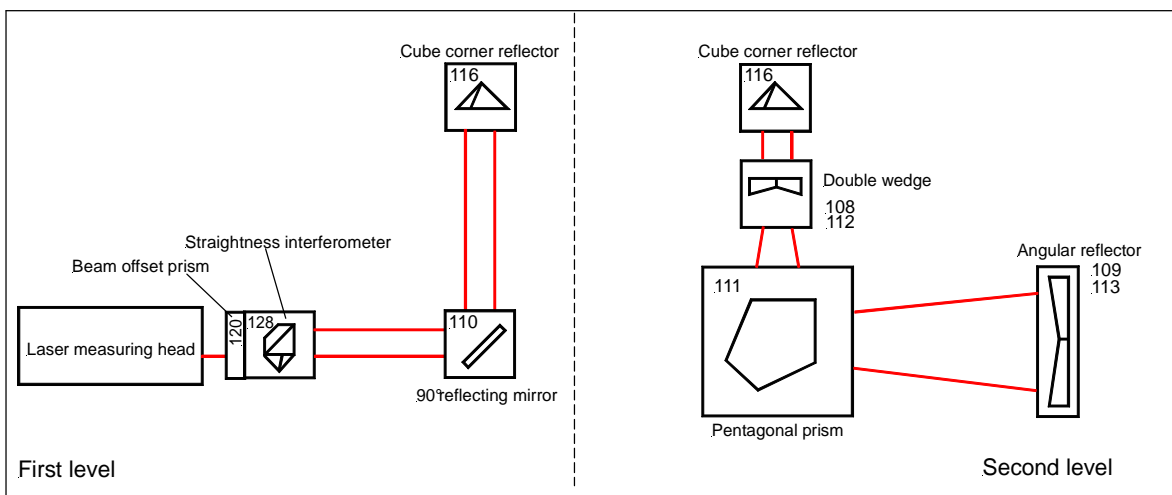 Cube corner reflector
116
Straightness interferometer
Beam offset prism
Laser measuring head
120
128
110
90°reflecting mirror
First level
Cube corner reflector
116
Double wedge
108
112
Angular reflector
109
113
111
Pentagonal prism
Second level